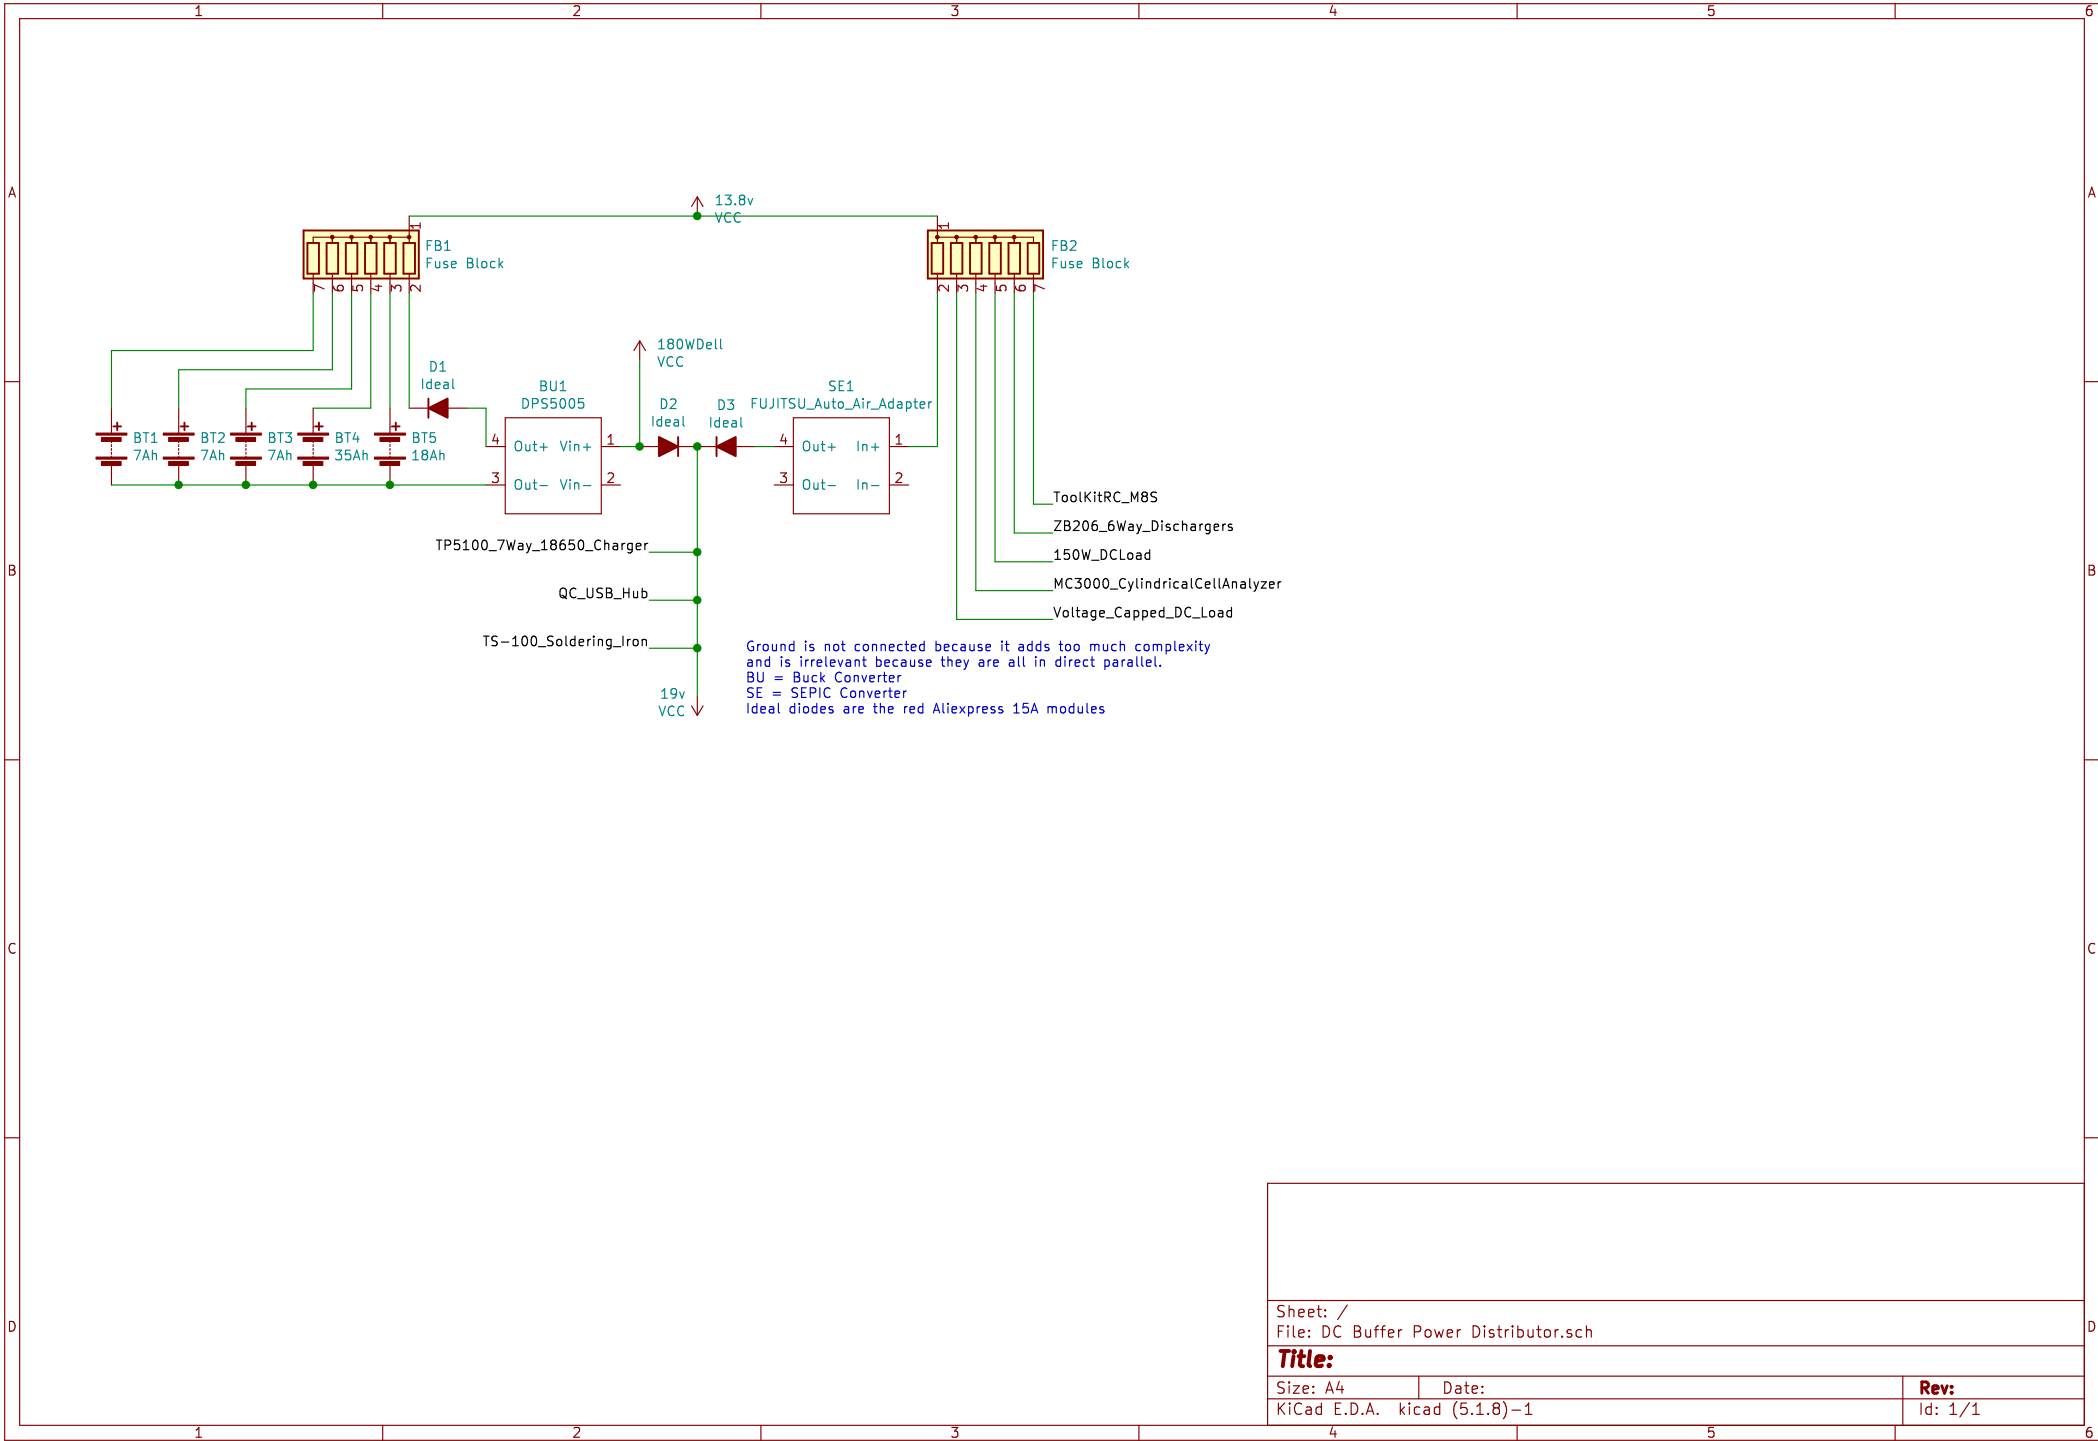 1 2 3 4 5 6
A A
13.8v
VCC
1
FB1
Fuse Block
7 6 5 4 3 2
1
FB2
Fuse Block
2 3 4 5 6 7
180WDell
VCC
D1
Ideal
BU1
DPS5005
D2
Ideal
D3
Ideal
SE1
FUJITSU_Auto_Air_Adapter
+ + + + +
BT1
7Ah
BT2
7Ah
BT3
7Ah
BT4
35Ah
BT5
18Ah
4 Out+ Vin+ 1
3 Out- Vin- 2
4 Out+ In+ 1
3 Out- In- 2
ToolKitRC_M8S
ZB206_6Way_Dischargers
150W_DCLoad
MC3000_CylindricalCellAnalyzer
Voltage_Capped_DC_Load
TP5100_7Way_18650_Charger
QC_USB_Hub
TS-100_Soldering_Iron
B B
Ground is not connected because it adds too much complexity
and is irrelevant because they are all in direct parallel.
BU = Buck Converter
SE = SEPIC Converter
Ideal diodes are the red Aliexpress 15A modules
19v
VCC
C C
D D
Sheet: /
File: DC Buffer Power Distributor.sch
Title:
Size: A4 Date: Rev:
KiCad E.D.A. kicad (5.1.8)-1 Id: 1/1
1 2 3 4 5 6